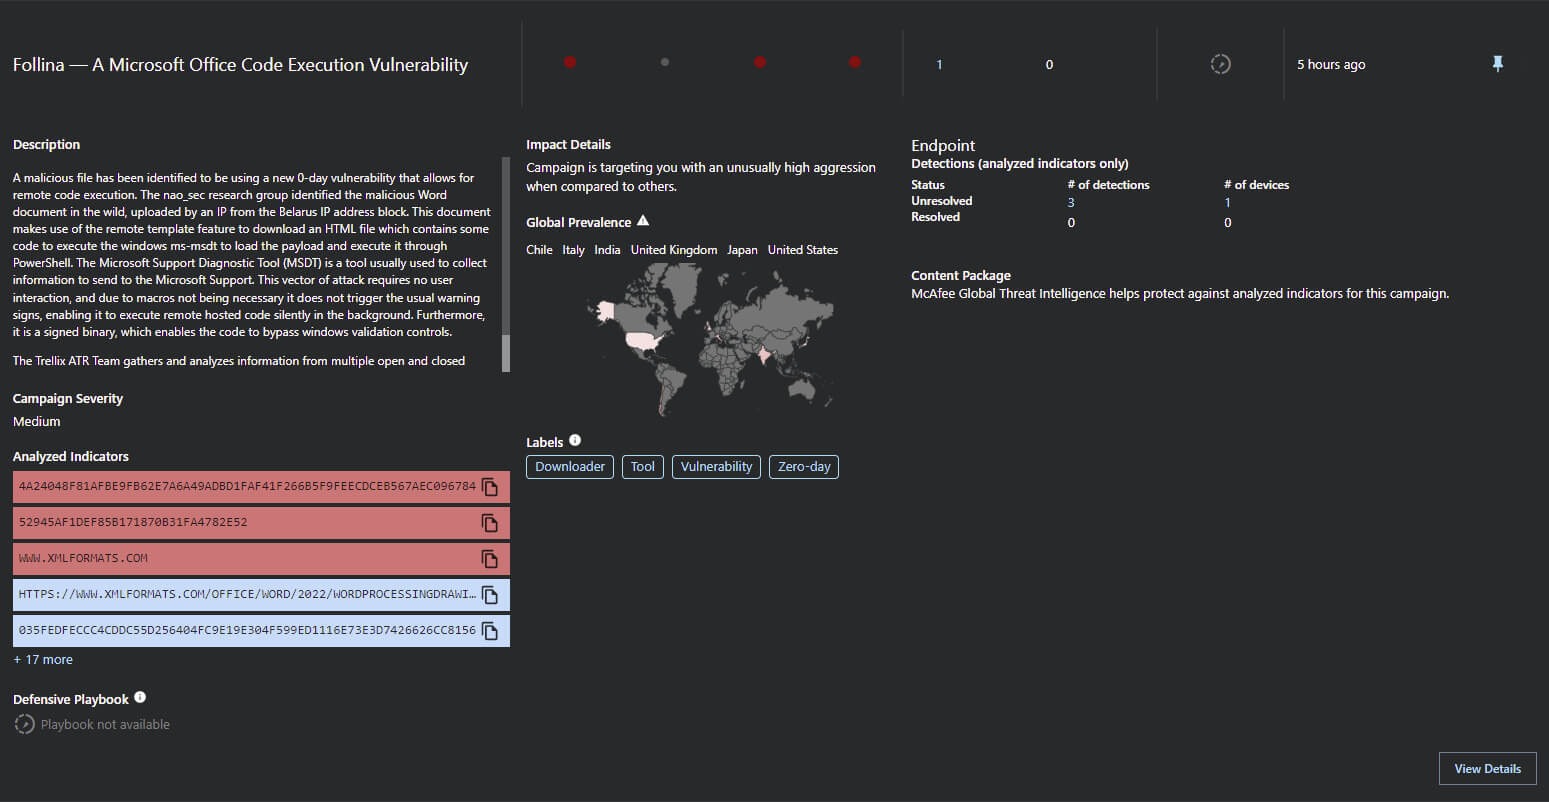 Follina — A Microsoft Office Code Execution Vulnerability
1
0
5 hours ago
Description
A malicious file has been identified to be using a new 0-day vulnerability that allows for
remote code execution. The nao_sec research group identified the malicious Word
document in the wild, uploaded by an IP from the Belarus IP address block. This document
makes use of the remote template feature to download an HTML file which contains some
code to execute the windows ms-msdt to load the payload and execute it through
PowerShell. The Microsoft Support Diagnostic Tool (MSDT) is a tool usually used to collect
information to send to the Microsoft Support. This vector of attack requires no user
interaction, and due to macros not being necessary it does not trigger the usual warning
signs, enabling it to execute remote hosted code silently in the background. Furthermore,
it is a signed binary, which enables the code to bypass windows validation controls.
The Trellix ATR Team gathers and analyzes information from multiple open and closed
Campaign Severity
Medium
Analyzed Indicators
4A24048F81AFBE9FB62E7A6A49ADBD1FAF41F266B5F9FEECDCEB567AEC096784
52945AF1DEF85B171870B31FA4782E52
WWW.XMLFORMATS.COM
HTTPS://WWW.XMLFORMATS.COM/OFFICE/WORD/2022/WORDPROCESSINGDRAWI...
035FEDFECCC4CDDC55D256404FC9E19E304F599ED1116E73E3D7426626CC8156
+ 17 more
Defensive Playbook
Playbook not available
Impact Details
Campaign is targeting you with an unusually high aggression
when compared to others.
Global Prevalence
Chile Italy India United Kingdom Japan United States
Labels
Downloader Tool Vulnerability Zero-day
Endpoint
Detections (analyzed indicators only)
Status # of detections # of devices
Unresolved 3 1
Resolved 0 0
Content Package
McAfee Global Threat Intelligence helps protect against analyzed indicators for this campaign.
View Details